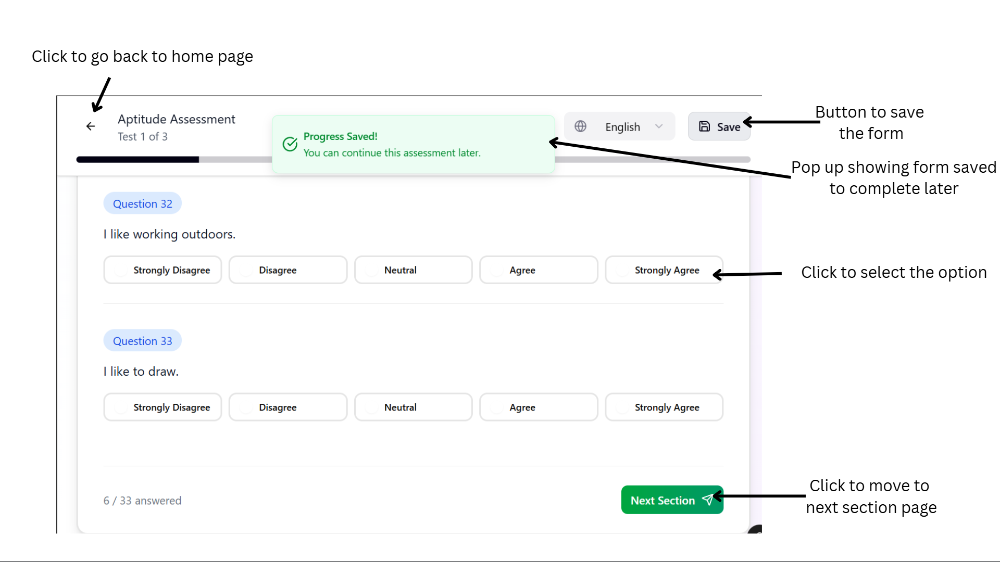 Click to go back to home page
Aptitude Assessment
Test 1 of 3
Progress Saved!
You can continue this assessment later.
English
Save
Button to save
the form
Pop up showing form saved
to complete later
Question 32
I like working outdoors.
Strongly Disagree
Disagree
Neutral
Agree
Strongly Agree
Click to select the option
Question 33
I like to draw.
Strongly Disagree
Disagree
Neutral
Agree
Strongly Agree
6 / 33 answered
Next Section
Click to move to
next section page